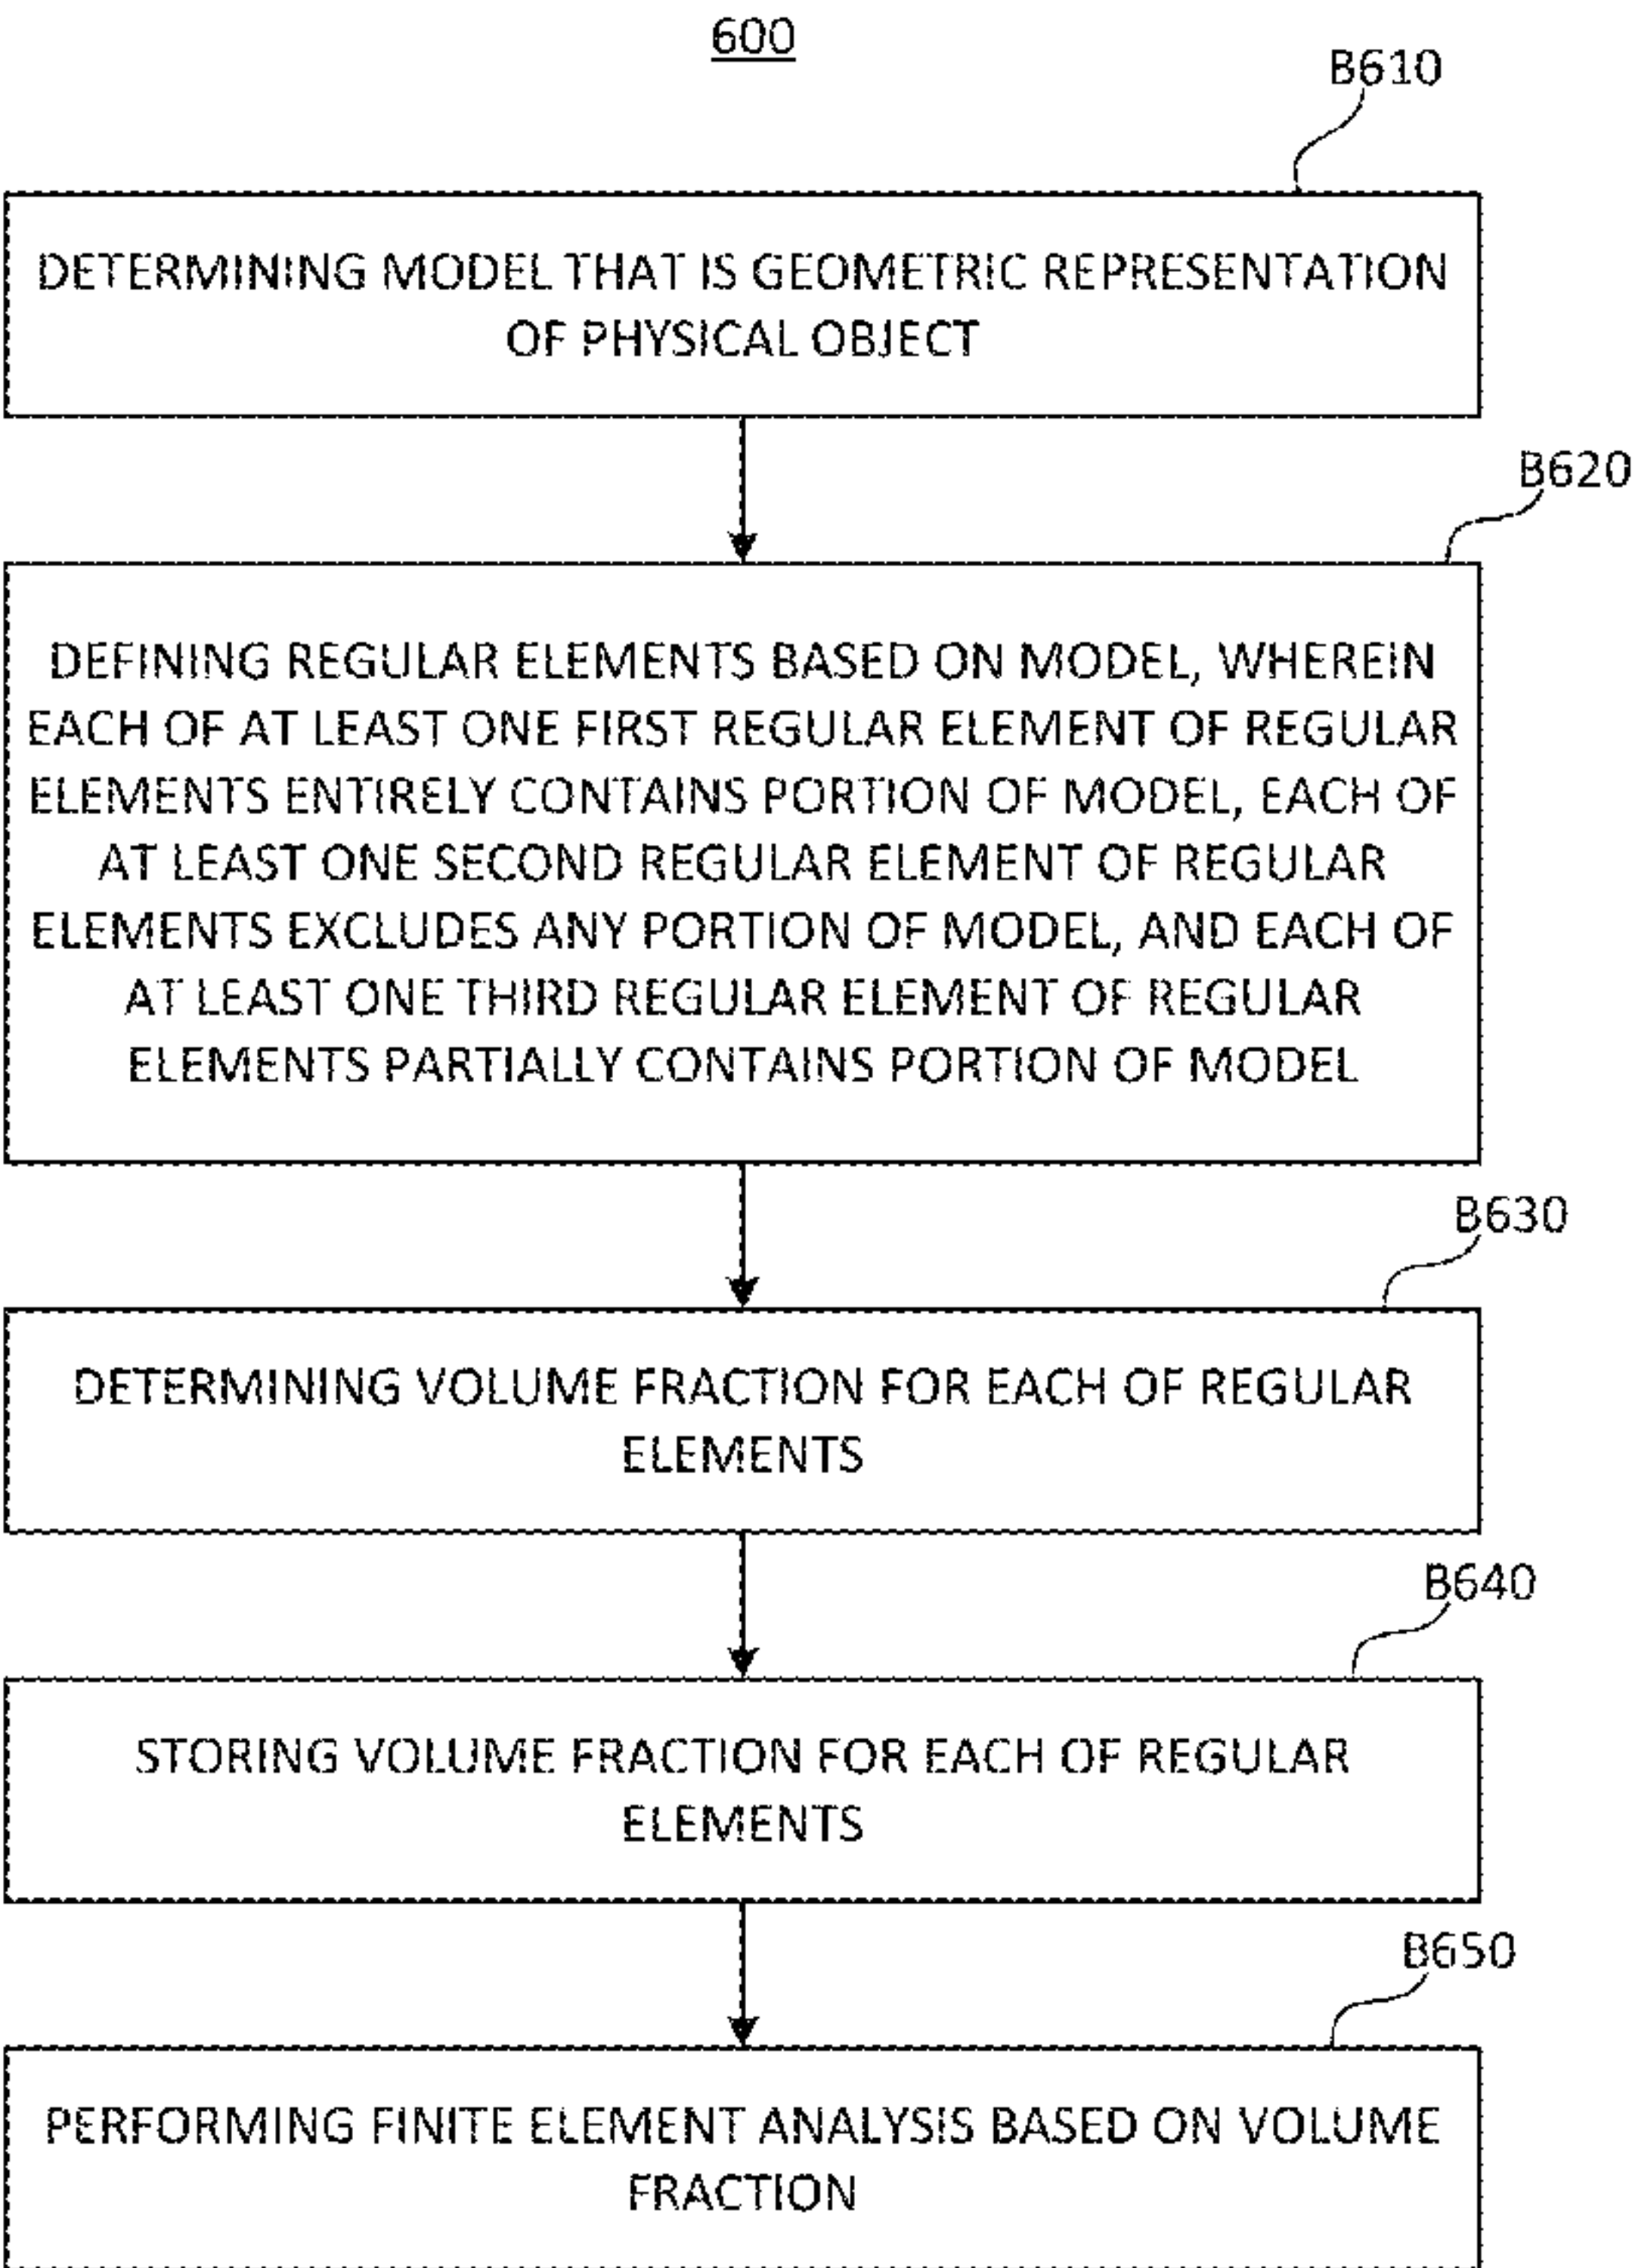 600
B610
DETERMINING MODEL THAT IS GEOMETRIC REPRESENTATION
OF PHYSICAL OBJECT
B620
DEFINING REGULAR ELEMENTS BASED ON MODEL, WHEREIN
EACH OF AT LEAST ONE FIRST REGULAR ELEMENT OF REGULAR
ELEMENTS ENTIRELY CONTAINS PORTION OF MODEL, EACH OF
AT LEAST ONE SECOND REGULAR ELEMENT OF REGULAR
ELEMENTS EXCLUDES ANY PORTION OF MODEL, AND EACH OF
AT LEAST ONE THIRD REGULAR ELEMENT OF REGULAR
ELEMENTS PARTIALLY CONTAINS PORTION OF MODEL
B630
DETERMINING VOLUME FRACTION FOR EACH OF REGULAR
ELEMENTS
B640
STORING VOLUME FRACTION FOR EACH OF REGULAR
ELEMENTS
B650
PERFORMING FINITE ELEMENT ANALYSIS BASED ON VOLUME
FRACTION